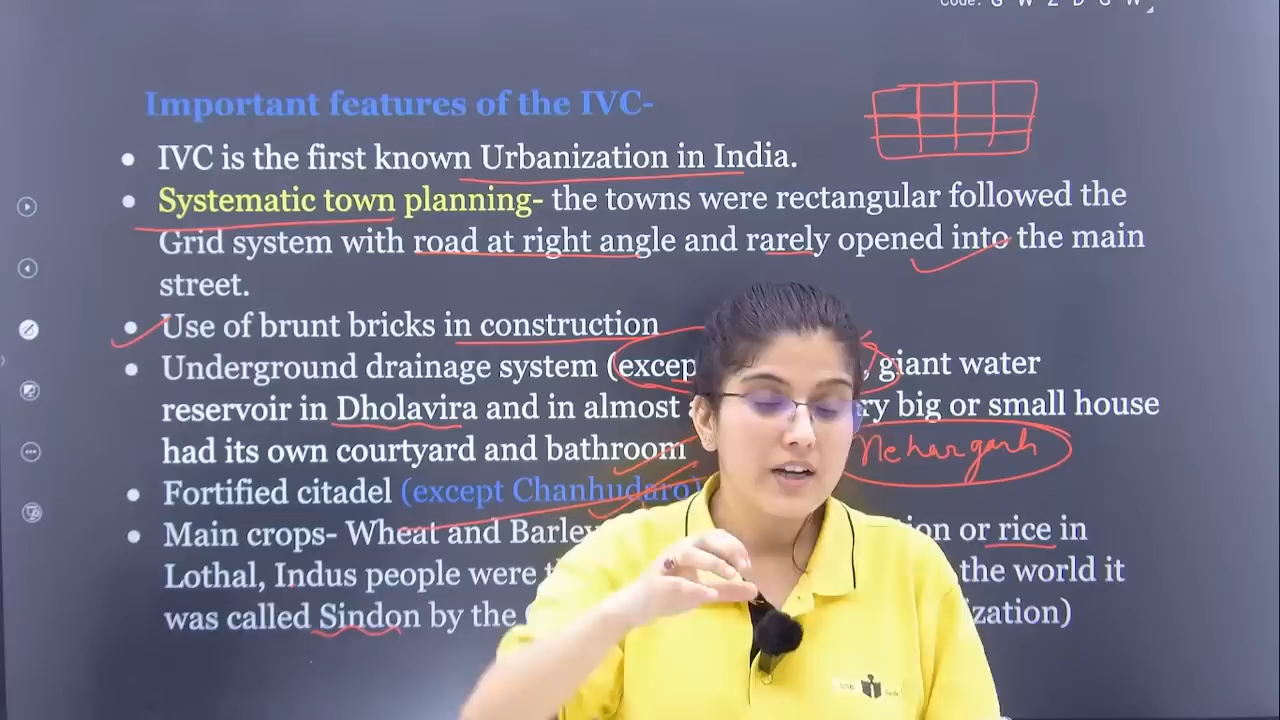 Code: G W Z D G W
Important features of the IVC-
• IVC is the first known Urbanization in India.
• Systematic town planning- the towns were rectangular followed the
Grid system with road at right angle and rarely opened into the main
street.
• Use of brunt bricks in construction
• Underground drainage system (excep , giant water
reservoir in Dholavira and in almost ry big or small house
had its own courtyard and bathroom
Mehargarh
• Fortified citadel (except Chanhudaro)
• Main crops- Wheat and Barley ion or rice in
Lothal, Indus people were the world it
was called Sindon by the zation)